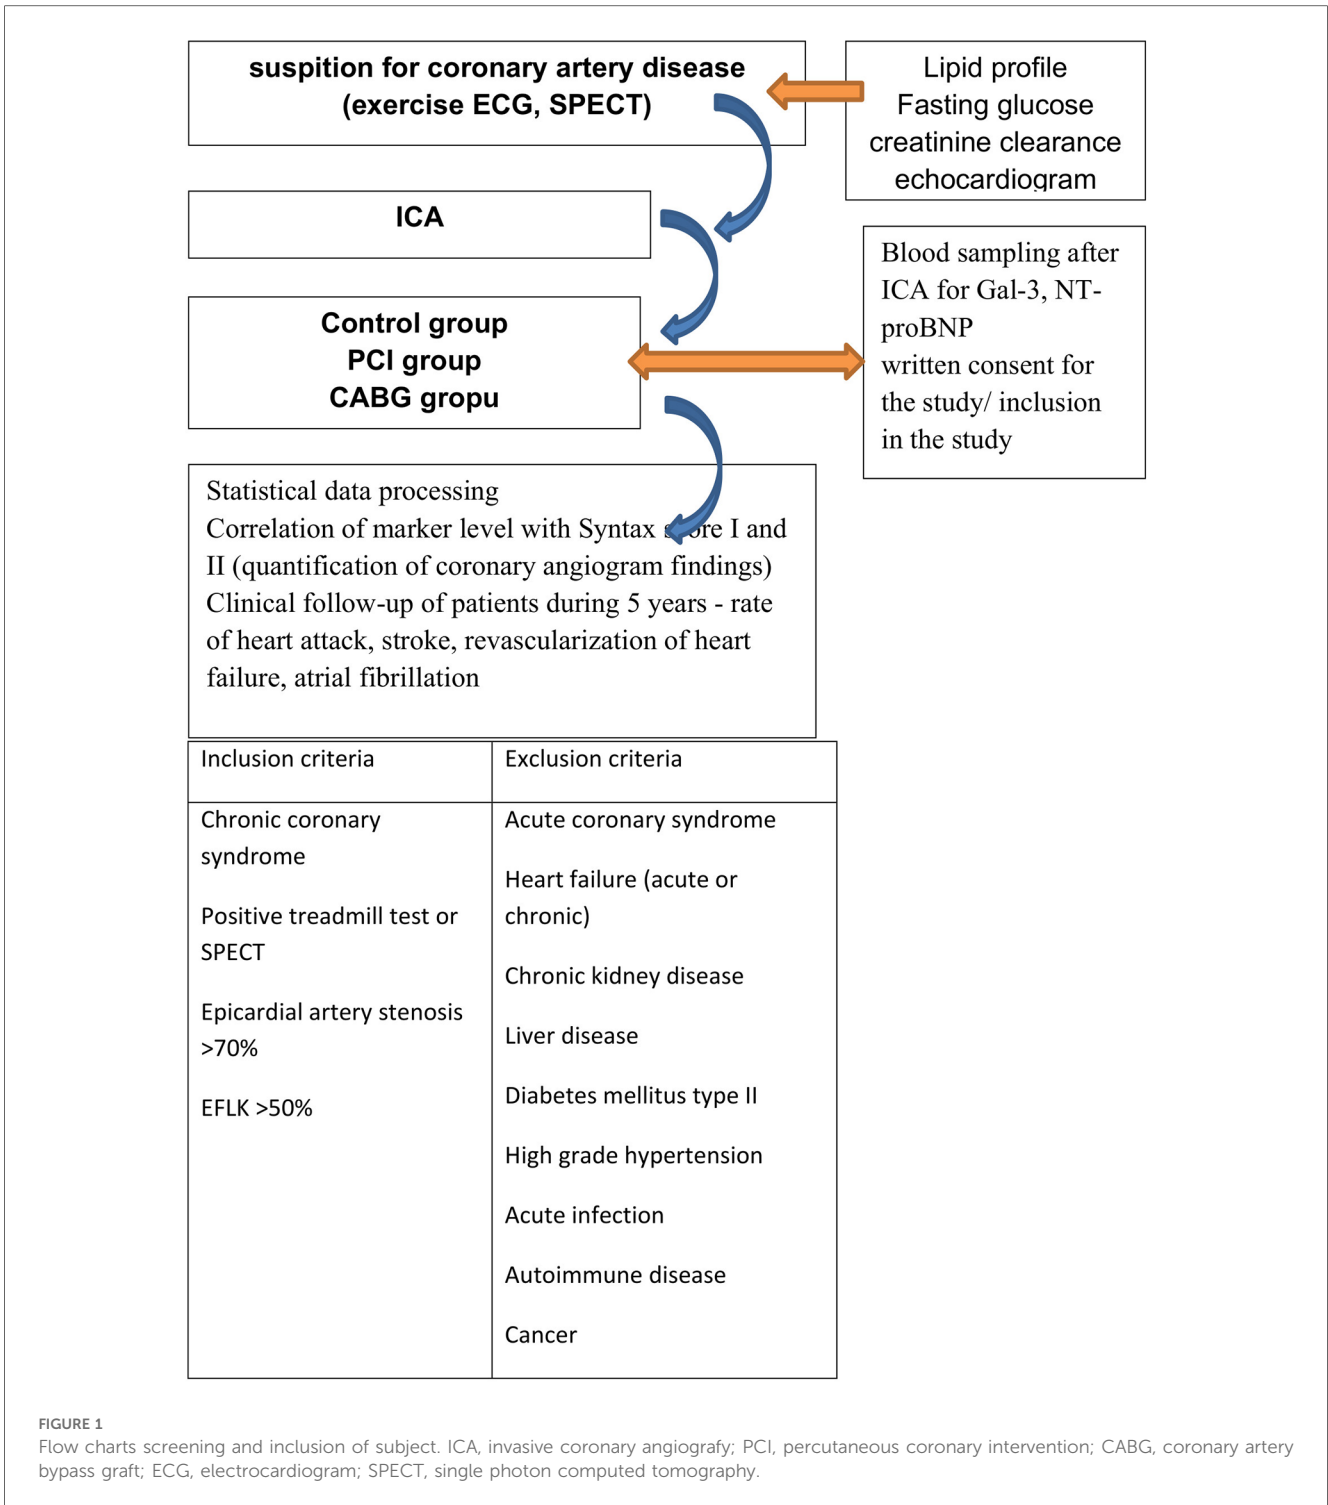 suspition for coronary artery disease
(exercise ECG, SPECT)
Lipid profile
Fasting glucose
creatinine clearance
echocardiogram
ICA
Blood sampling after
ICA for Gal-3, NT-
proBNP
written consent for
the study/ inclusion
in the study
Control group
PCI group
CABG gropu
Statistical data processing
Correlation of marker level with Syntax score I and
II (quantification of coronary angiogram findings)
Clinical follow-up of patients during 5 years - rate
of heart attack, stroke, revascularization of heart
failure, atrial fibrillation
Inclusion criteria
Chronic coronary
syndrome
Positive treadmill test or
SPECT
Epicardial artery stenosis
>70%
EFLK >50%
Exclusion criteria
Acute coronary syndrome
Heart failure (acute or
chronic)
Chronic kidney disease
Liver disease
Diabetes mellitus type II
High grade hypertension
Acute infection
Autoimmune disease
Cancer
FIGURE 1
Flow charts screening and inclusion of subject. ICA, invasive coronary angiografy; PCI, percutaneous coronary intervention; CABG, coronary artery
bypass graft; ECG, electrocardiogram; SPECT, single photon computed tomography.